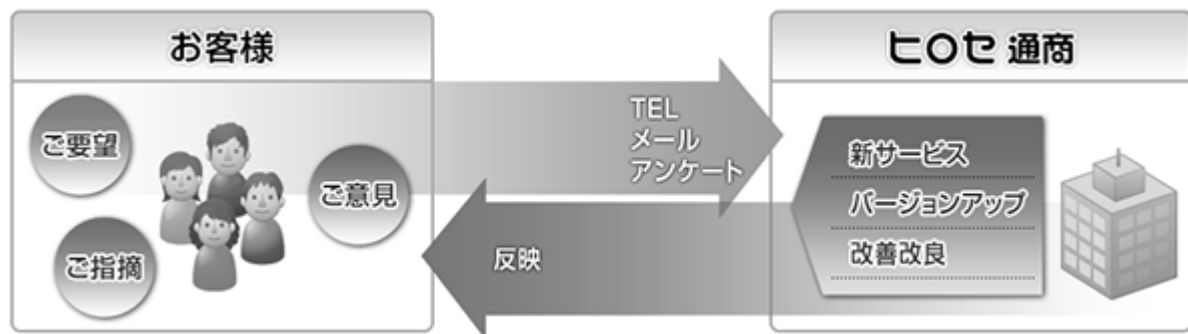 お客様
ご要望
ご意見
ご指摘
TEL
メール
アンケート
反映
ヒロセ通商
新サービス
バージョンアップ
改善改良